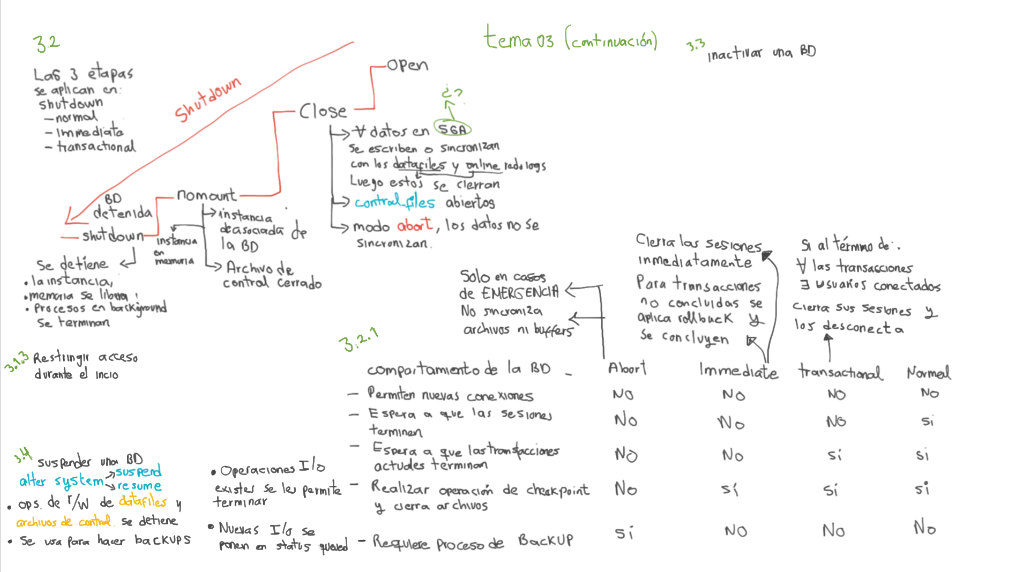 tema 03 (continuación)
3.2
Las 3 etapas
se aplican en:
shutdown
- normal
- Immediata
- transactional
Shutdown
Open
Close
¿?
→ ∀ datos en SGA
se escriben o sincronizan
con los datafiles y online redologs
Luego estos se cierran
→ control files abiertos
→ modo abort, los datos no se
sincronizan.
nomount
→ instancia
desasociada de
la BD
→ Archivo de
control cerrado
instancia
en
memoria
BD
detenida
shutdown
Se detiene
• la instancia,
• memoria se libera
• Procesos en background
se terminan
3.3 inactivar una BD
3.1.3 Restringir acceso
durante el incio
3.2.1
Solo en casos
de EMERGENCIA
No sincroniza
archivos ni buffers
Cierra las sesiones
inmediatamente
Para transacciones
no concluidas se
aplica rollback y
se concluyen
Si al término de:
∀ las transacciones
∃ usuarios conectados
cierra sus sesiones y
los desconecta
comportamiento de la BD - Abort Immediate transactional Normal
- Permiten nuevas conexiones NO NO NO NO
- Espera a que las sesiones
terminen No No NO si
- Espera a que las transacciones
actuales terminan No No sí sí
- Realizar operación de checkpoint
y cierra archivos No sí sí si
- Requiere proceso de BACKUP sí NO No No
3.4 suspender una BD
alter system → suspend
→ resume
• ops. de r/W de datafiles y
archivos de control se detiene
• Se usa para hacer BACKUPS
• Operaciones I/o
existes se les permite
terminar
• Nuevas I/o se
ponen en status queued